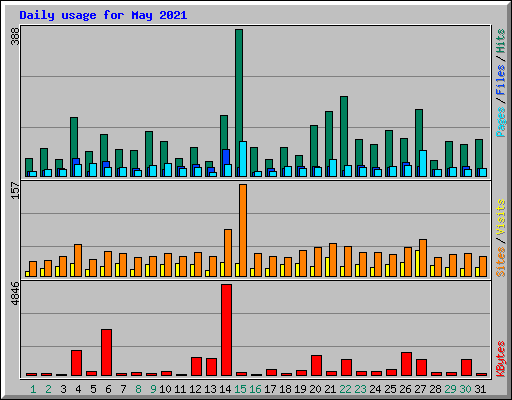 Daily usage for May 2021
388
Pages / Files / Hits
157
Sites / Visits
4846
KBytes
1 2 3 4 5 6 7 8 9 10 11 12 13 14 15 16 17 18 19 20 21 22 23 24 25 26 27 28 29 30 31